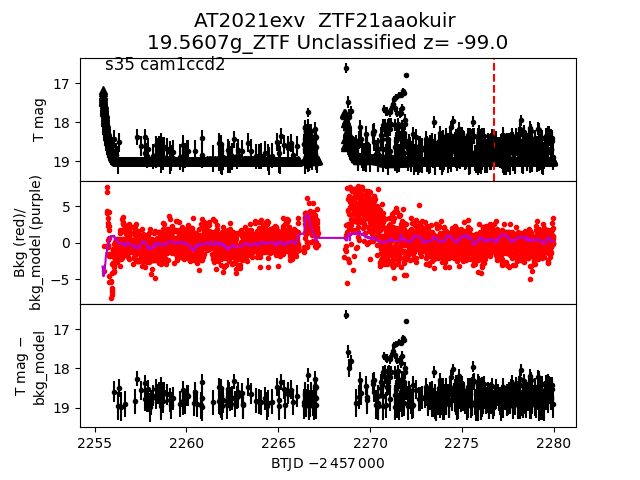 AT2021exv  ZTF21aaokuir
19.5607g_ZTF Unclassified z= -99.0
s35 cam1ccd2
T mag
17
18
19
Bkg (red)/
bkg_model (purple)
5
0
−5
T mag −
bkg_model
17
18
19
2255
2260
2265
2270
2275
2280
BTJD −2 457 000